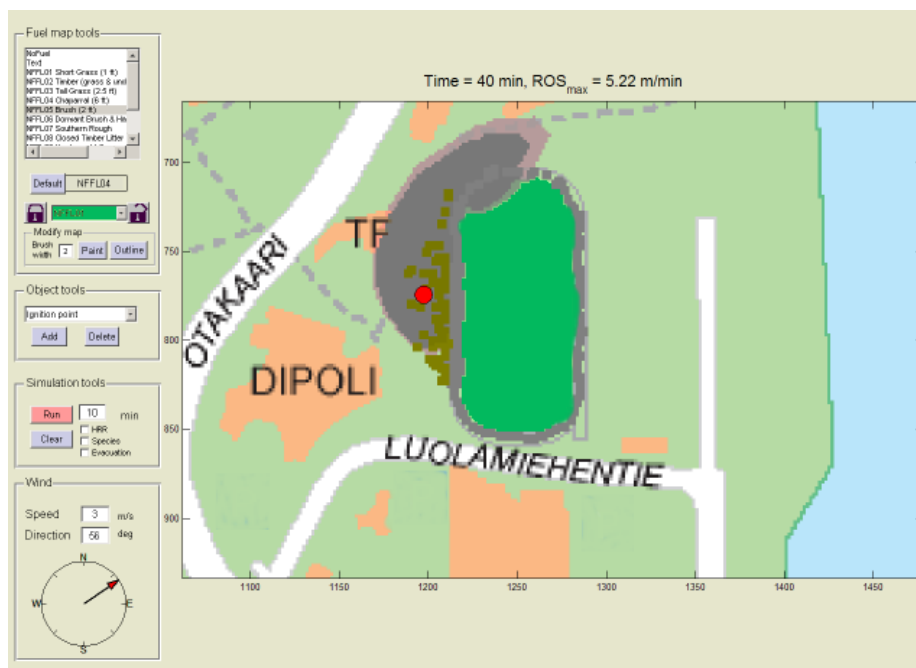 Fuel map tools
NoFuel
Text
NFFL01 Short Grass (1 ft)
NFFL02 Timber (grass & und
NFFL03 Tall Grass (2.5 ft)
NFFL04 Chaparral (6 ft)
NFFL05 Brush (2 ft)
NFFL06 Dormant Brush & Ha
NFFL07 Southern Rough
NFFL08 Closed Timber Litter
Default NFFL04
Modify map
Brush width 2 Paint Outline
Object tools
Ignition point
Add Delete
Simulation tools
Run 10 min
Clear
HRR
Species
Evacuation
Wind
Speed 3 m/s
Direction 56 deg
N
W E
S
Time = 40 min, ROSmax = 5.22 m/min
700
750
800
850
900
1100 1150 1200 1250 1300 1350 1400 1450
OTAKAARI
TF
DIPOLI
LUOLAMIEHENTIE